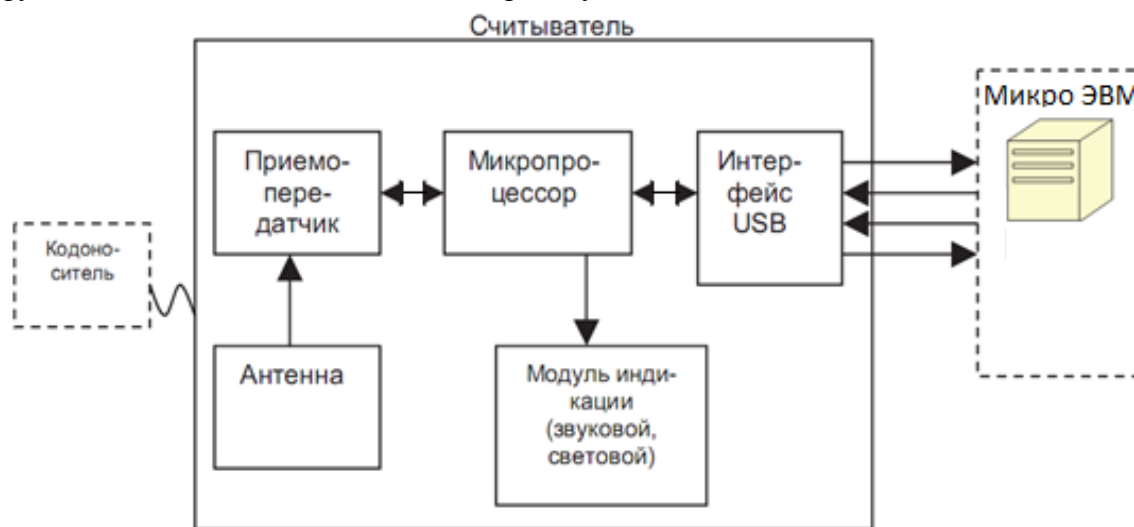 Считыватель
Микро ЭВМ
Приемо-
пере-
датчик
Микропро-
цессор
Интер-
фейс
USB
Кодоно-
ситель
Антенна
Модуль инди-
кации
(звуковой,
световой)